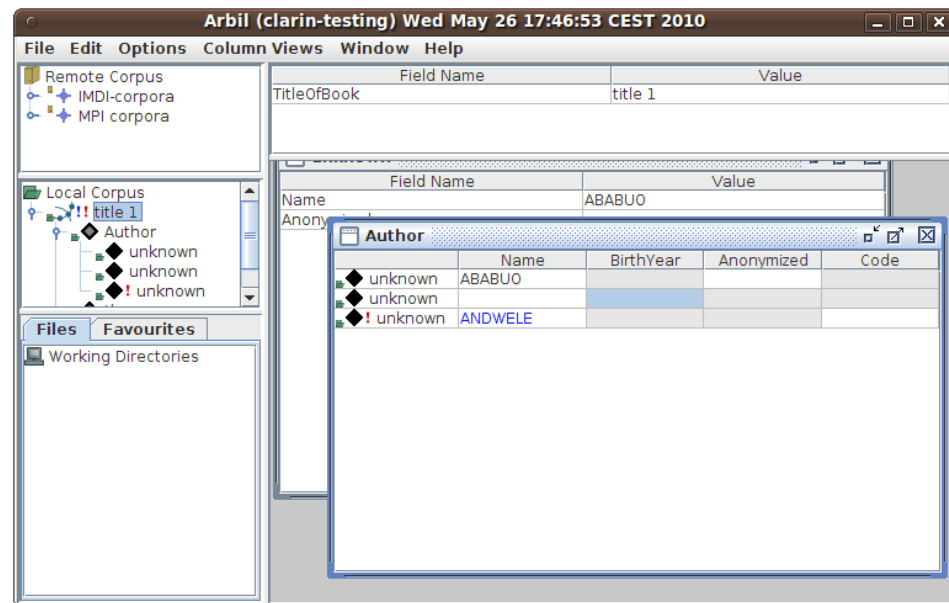 Arbil (clarin-testing) Wed May 26 17:46:53 CEST 2010
File Edit Options Column Views Window Help
Remote Corpus
IMDI-corpora
MPI corpora
Field Name Value
TitleOfBook title 1
Local Corpus
!! title 1
Author
unknown
unknown
! unknown
Files Favourites
Working Directories
Field Name Value
Name ABABUO
Author
Name BirthYear Anonymized Code
unknown ABABUO
unknown
! unknown ANDWELE